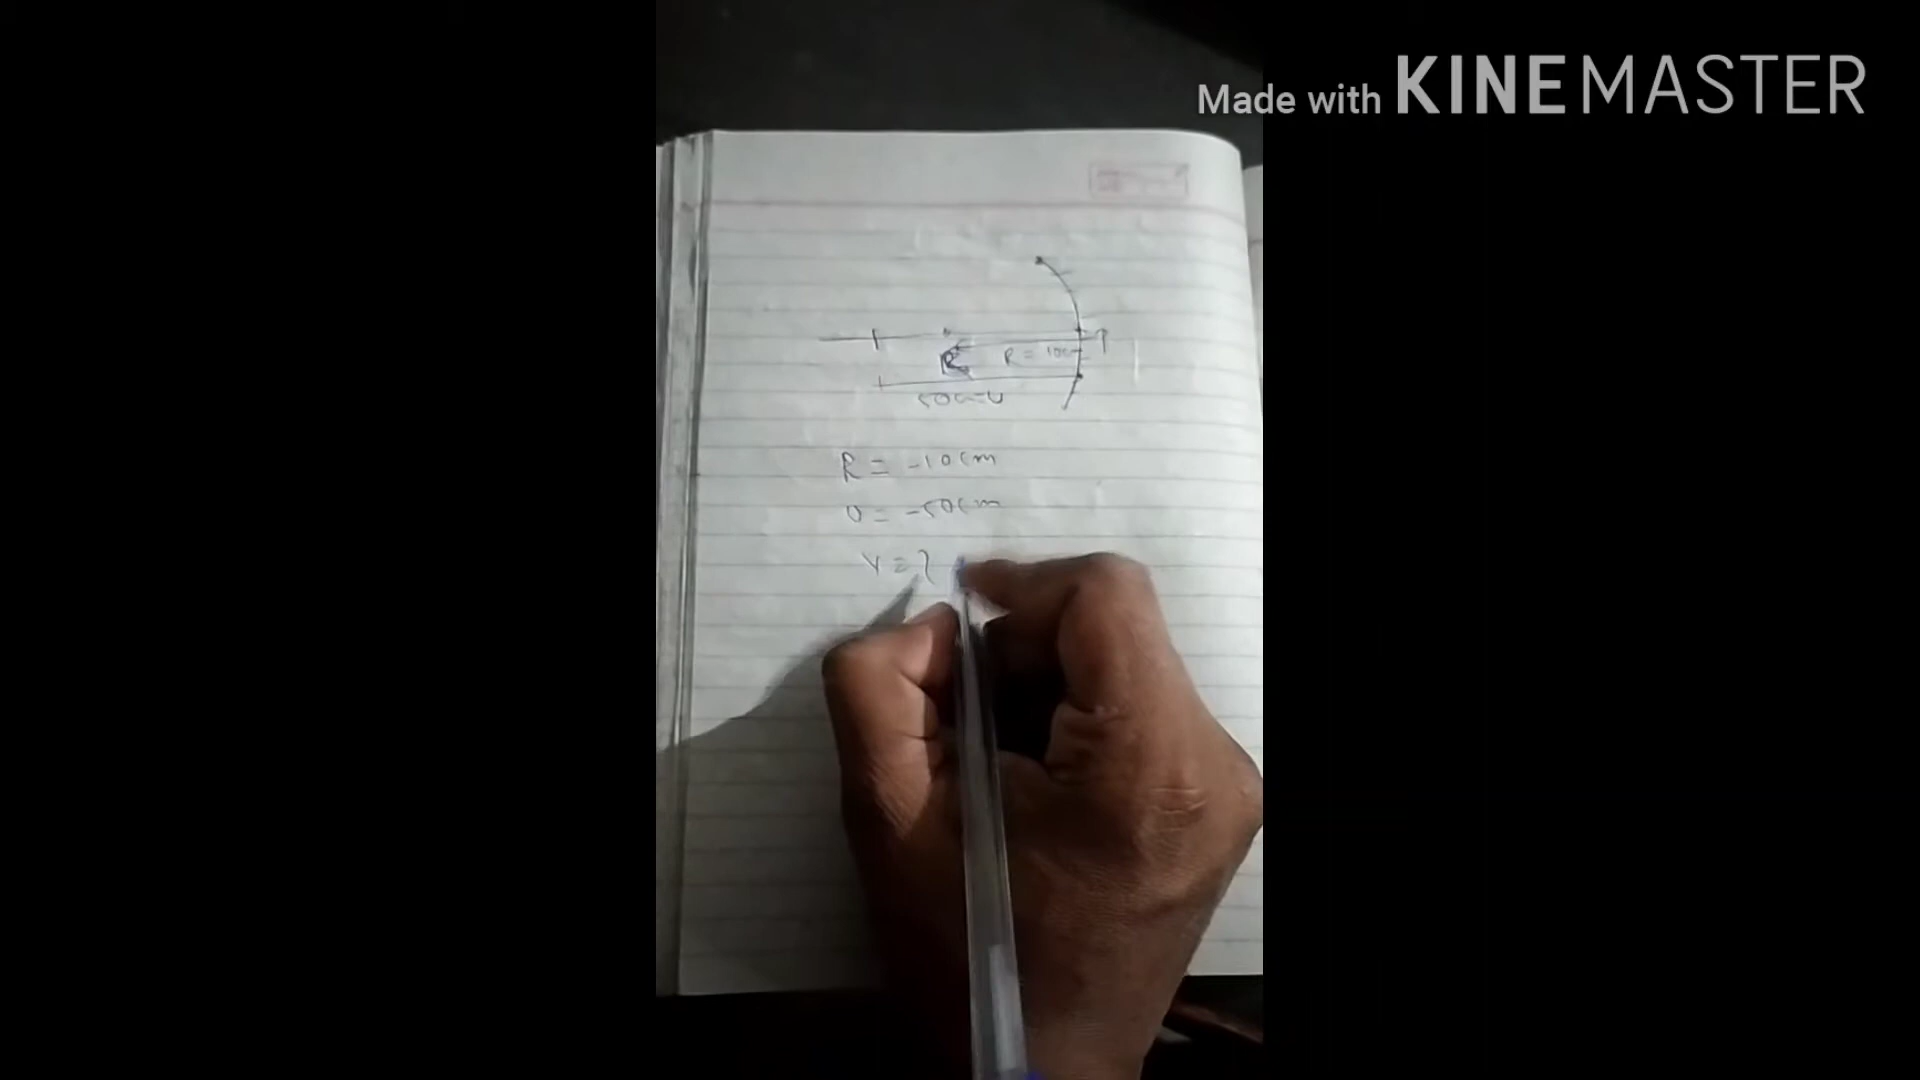 Made with KINEMASTER
R = 10cm
50cm=U
R = -10cm
U = -50cm
V = ?